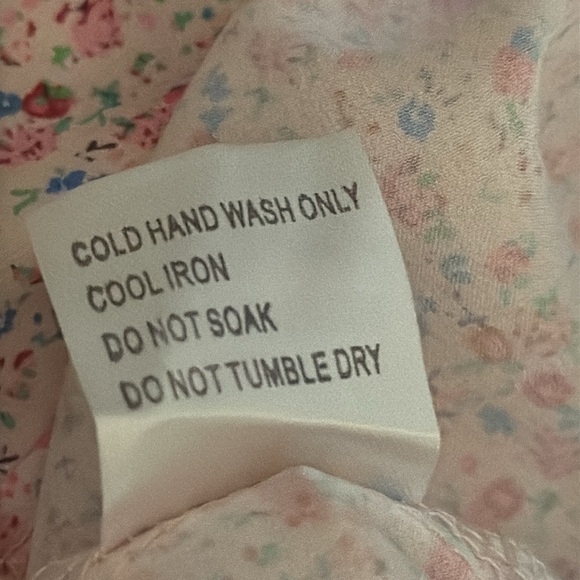 COLD HAND WASH ONLY
COOL IRON
DO NOT SOAK
DO NOT TUMBLE DRY